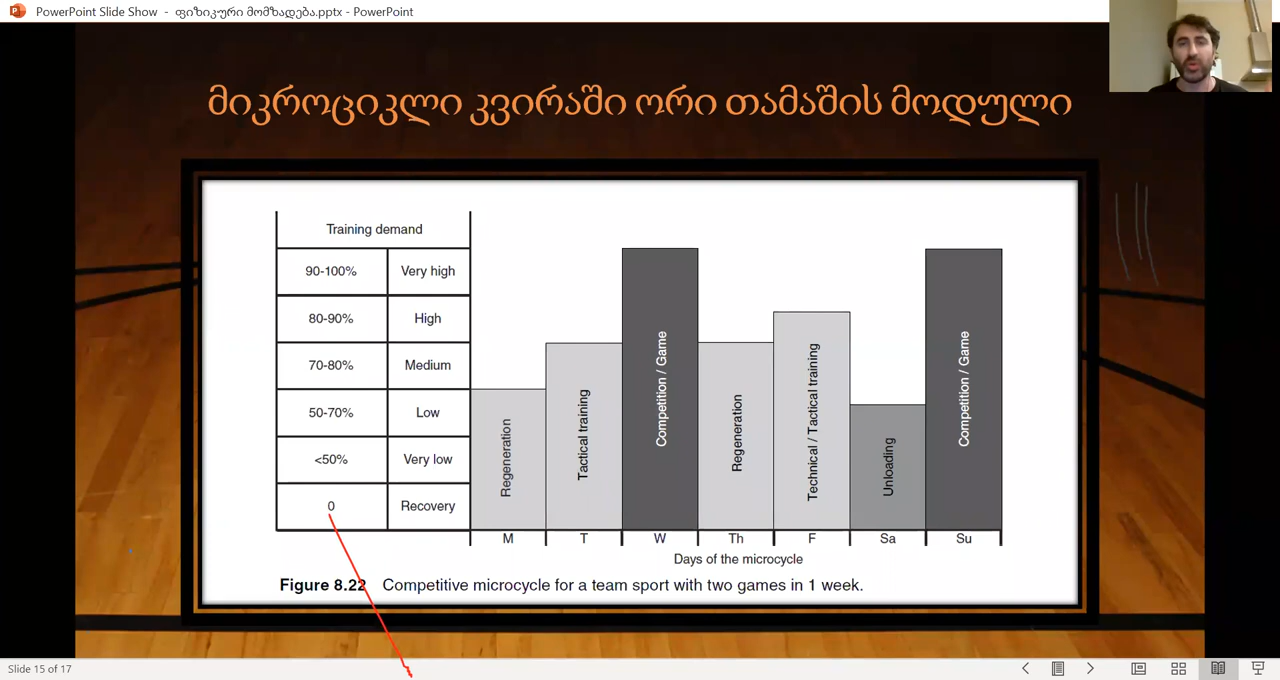 PowerPoint Slide Show - ფიზიკური მომზადება.pptx - PowerPoint
მიკროციკლი კვირაში ორი თამაშის მოდული
Training demand
90-100% Very high
80-90% High
70-80% Medium
50-70% Low
<50% Very low
0 Recovery
Regeneration
Tactical training
Competition / Game
Regeneration
Technical / Tactical training
Unloading
Competition / Game
M T W Th F Sa Su
Days of the microcycle
Figure 8.22 Competitive microcycle for a team sport with two games in 1 week.
Slide 15 of 17